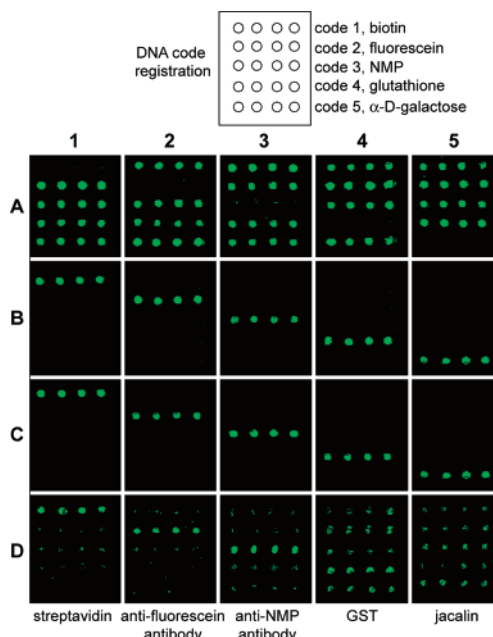 DNA code
registration
code 1, biotin
code 2, fluorescein
code 3, NMP
code 4, glutathione
code 5, α-D-galactose
1 2 3 4 5
A
B
C
D
streptavidin anti-fluorescein anti-NMP GST jacalin
antibody antibody